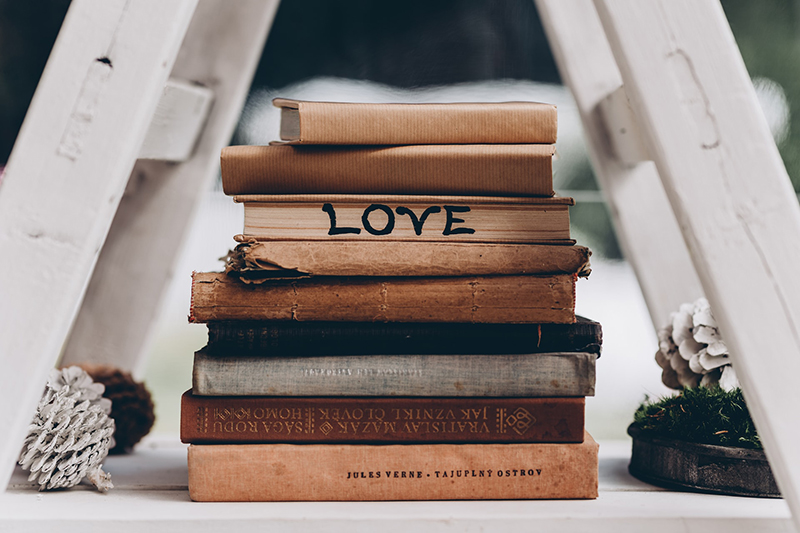 LOVE
SÁGA RODU HOMO
JAK VZNIKL ČLOVĚK
VRATISLAV MAZÁK
JULES VERNE • TAJUPLNÝ OSTROV